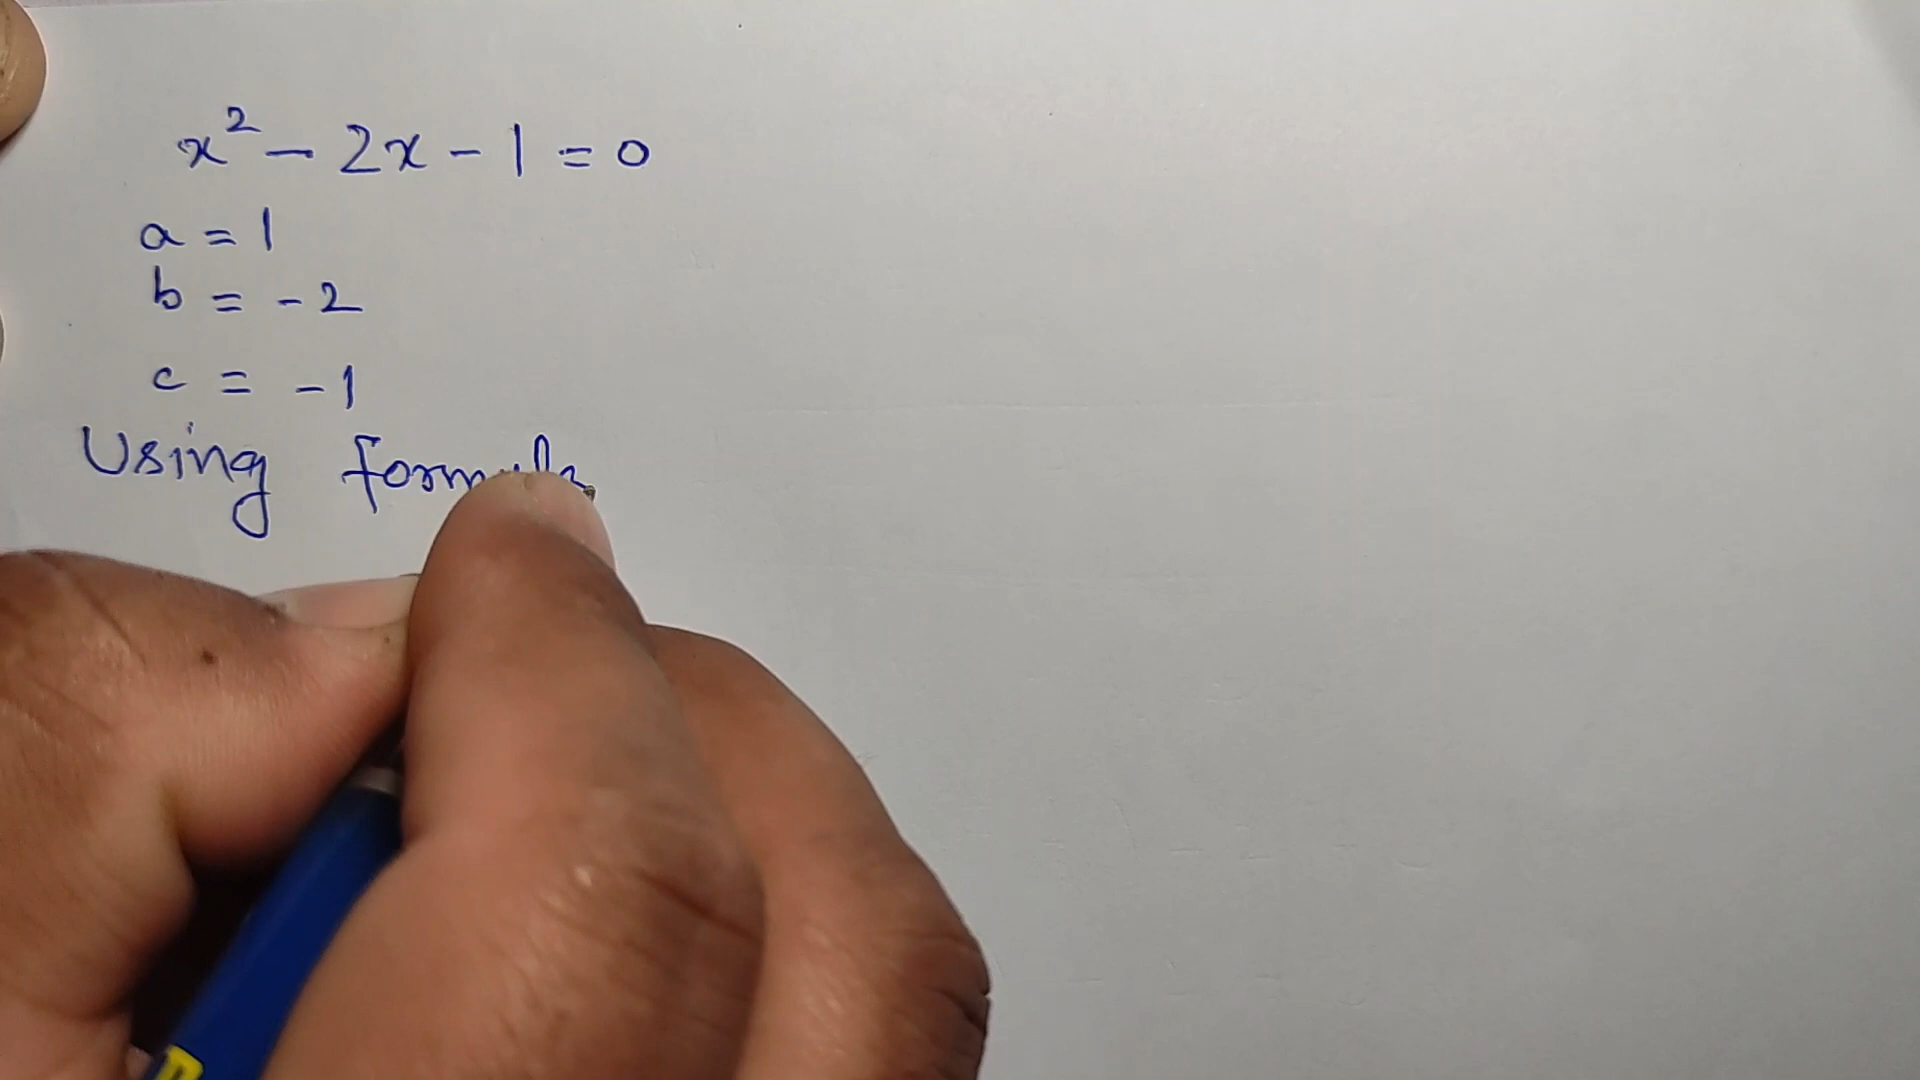 x² - 2x - 1 = 0
a = 1
b = -2
c = -1
Using